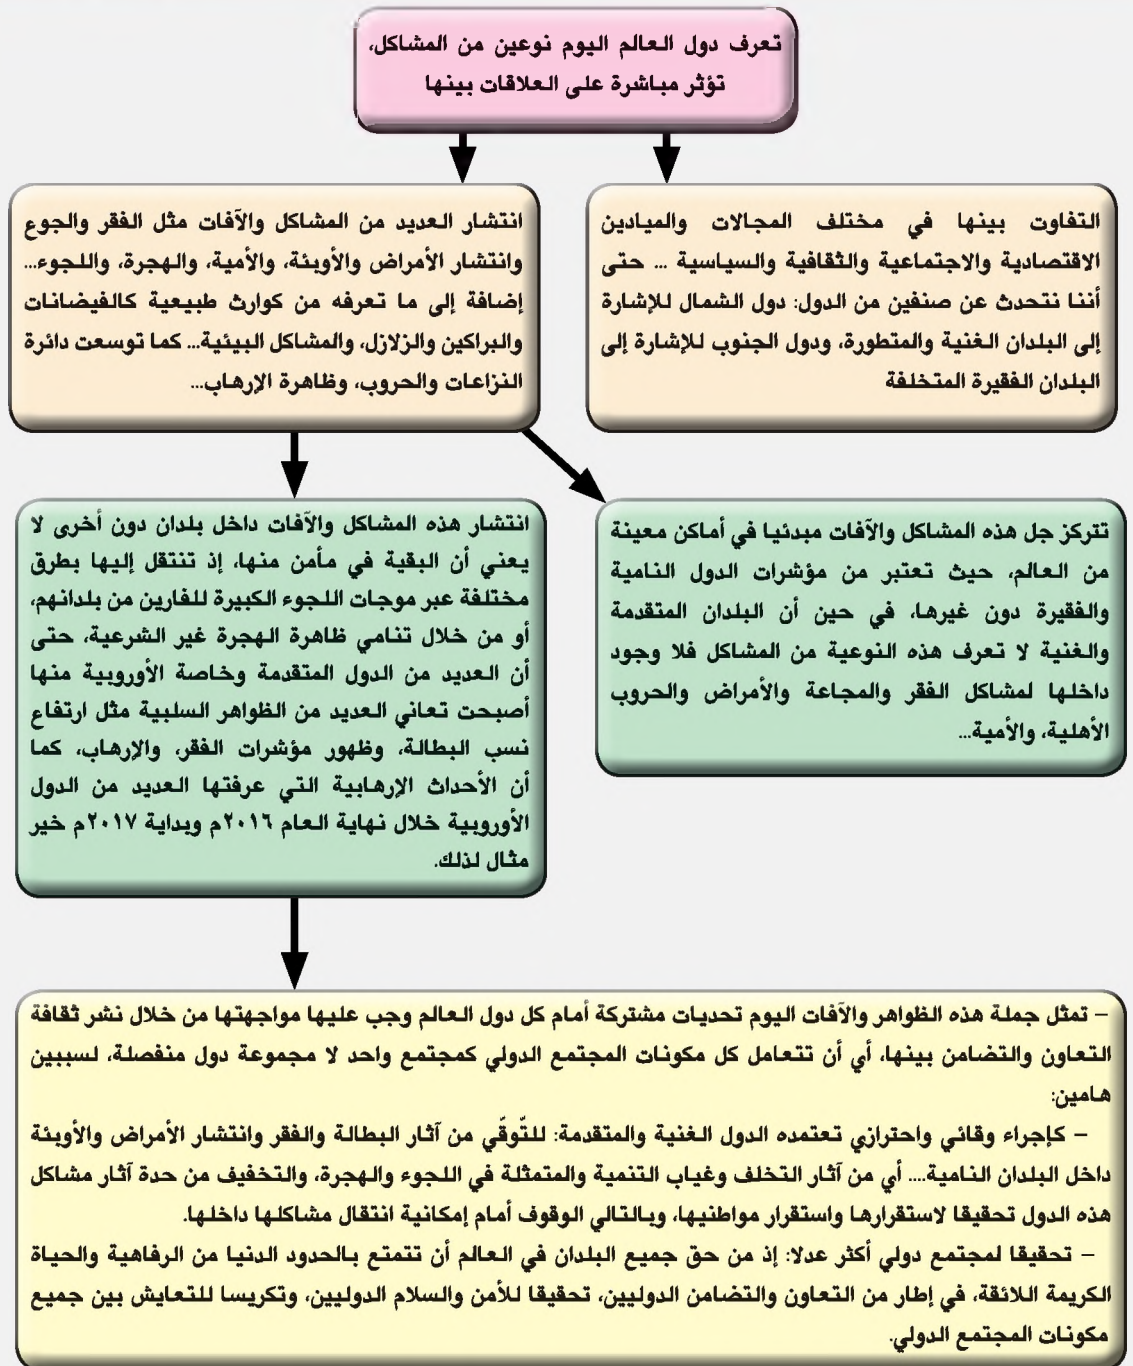 تعرف دول العالم اليوم نوعين من المشاكل،
تؤثر مباشرة على العلاقات بينها
التفاوت بينها في مختلف المجالات والميادين
الاقتصادية والاجتماعية والثقافية والسياسية ... حتى
أننا نتحدث عن صنفين من الدول: دول الشمال للإشارة
إلى البلدان الغنية والمتطورة، ودول الجنوب للإشارة إلى
البلدان الفقيرة المتخلفة
انتشار العديد من المشاكل والآفات مثل الفقر والجوع
وانتشار الأمراض والأوبئة، والأمية، والهجرة، واللجوء...
إضافة إلى ما تعرفه من كوارث طبيعية كالفيضانات
والبراكين والزلازل، والمشاكل البيئية... كما توسعت دائرة
النزاعات والحروب، وظاهرة الإرهاب...
تتركز جل هذه المشاكل والآفات مبدئيا في أماكن معينة
من العالم، حيث تعتبر من مؤشرات الدول النامية
والفقيرة دون غيرها، في حين أن البلدان المتقدمة
والغنية لا تعرف هذه النوعية من المشاكل فلا وجود
داخلها لمشاكل الفقر والمجاعة والأمراض والحروب
الأهلية، والأمية...
انتشار هذه المشاكل والآفات داخل بلدان دون أخرى لا
يعني أن البقية في مأمن منها، إذ تنتقل إليها بطرق
مختلفة عبر موجات اللجوء الكبيرة للفارين من بلدانهم،
أو من خلال تنامي ظاهرة الهجرة غير الشرعية، حتى
أن العديد من الدول المتقدمة وخاصة الأوروبية منها
أصبحت تعاني العديد من الظواهر السلبية مثل ارتفاع
نسب البطالة، وظهور مؤشرات الفقر، والإرهاب، كما
أن الأحداث الإرهابية التي عرفتها العديد من الدول
الأوروبية خلال نهاية العام ٢٠١٦م وبداية ٢٠١٧م خير
مثال لذلك.
– تمثل جملة هذه الظواهر والآفات اليوم تحديات مشتركة أمام كل دول العالم وجب عليها مواجهتها من خلال نشر ثقافة
التعاون والتضامن بينها، أي أن تتعامل كل مكونات المجتمع الدولي كمجتمع واحد لا مجموعة دول منفصلة، لسببين
هامين:
– كإجراء وقائي واحترازي تعتمده الدول الغنية والمتقدمة: للتّوقّي من آثار البطالة والفقر وانتشار الأمراض والأوبئة
داخل البلدان النامية.... أي من آثار التخلف وغياب التنمية والمتمثلة في اللجوء والهجرة، والتخفيف من حدة آثار مشاكل
هذه الدول تحقيقا لاستقرارها واستقرار مواطنيها، وبالتالي الوقوف أمام إمكانية انتقال مشاكلها داخلها.
– تحقيقا لمجتمع دولي أكثر عدلا: إذ من حق جميع البلدان في العالم أن تتمتع بالحدود الدنيا من الرفاهية والحياة
الكريمة اللائقة، في إطار من التعاون والتضامن الدوليين، تحقيقا للأمن والسلام الدوليين، وتكريسا للتعايش بين جميع
مكونات المجتمع الدولي.